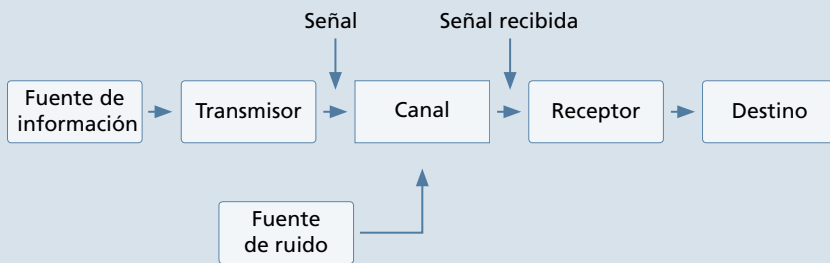 Señal
Señal recibida
Fuente de
información
Transmisor
Canal
Receptor
Destino
Fuente
de ruido